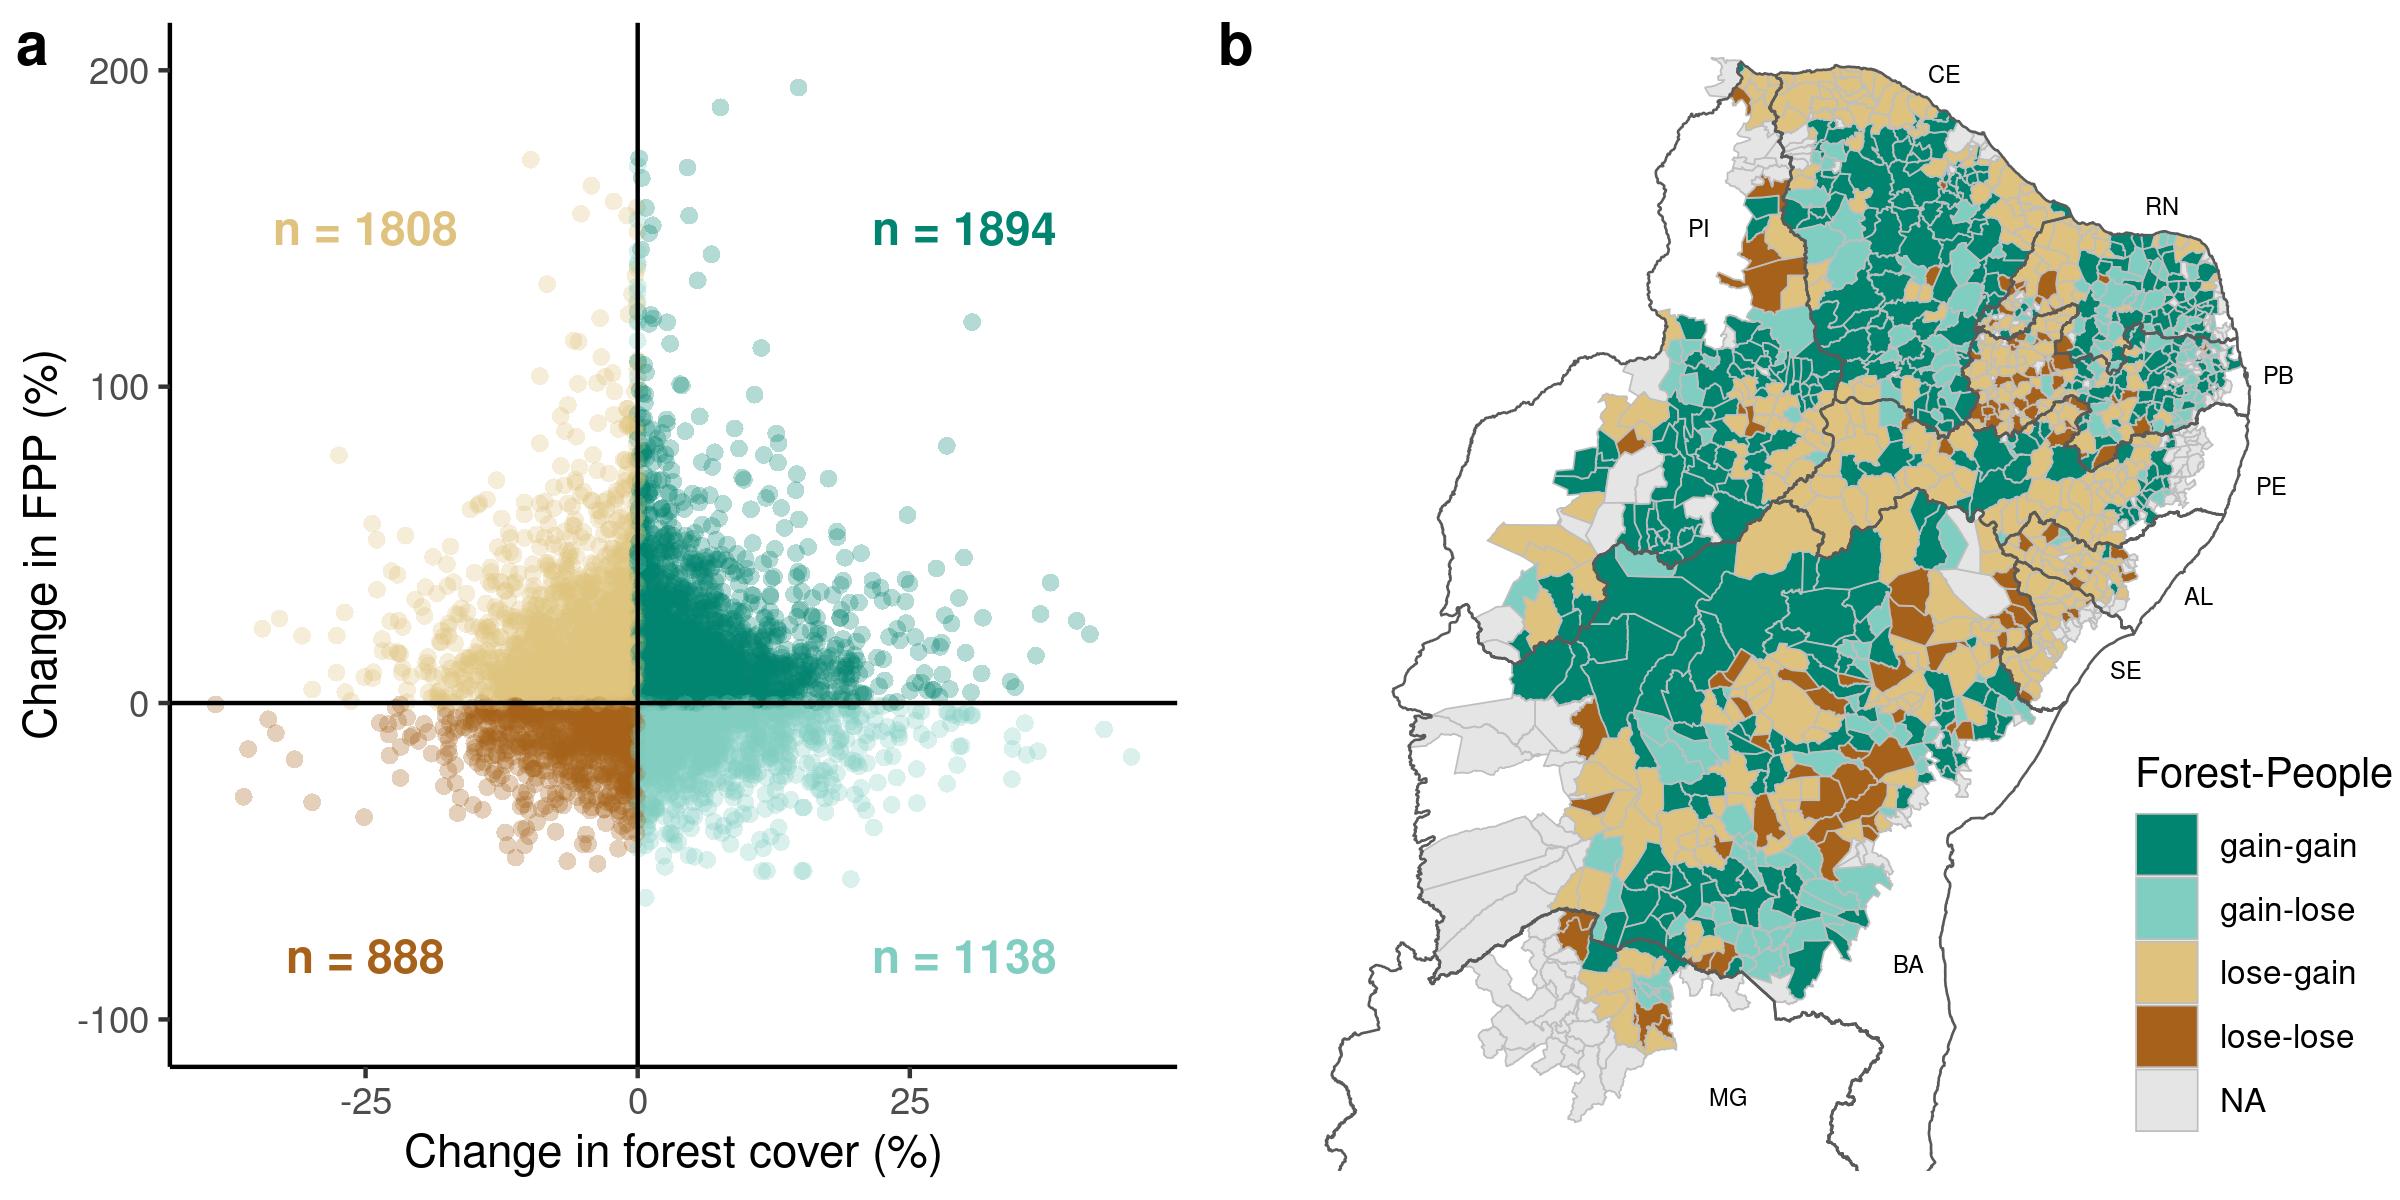 a
200
100
0
-100
-25
0
25
Change in FPP (%)
Change in forest cover (%)
n = 1808
n = 1894
n = 888
n = 1138
b
CE
RN
PI
PB
PE
AL
SE
BA
MG
Forest-People
gain-gain
gain-lose
lose-gain
lose-lose
NA